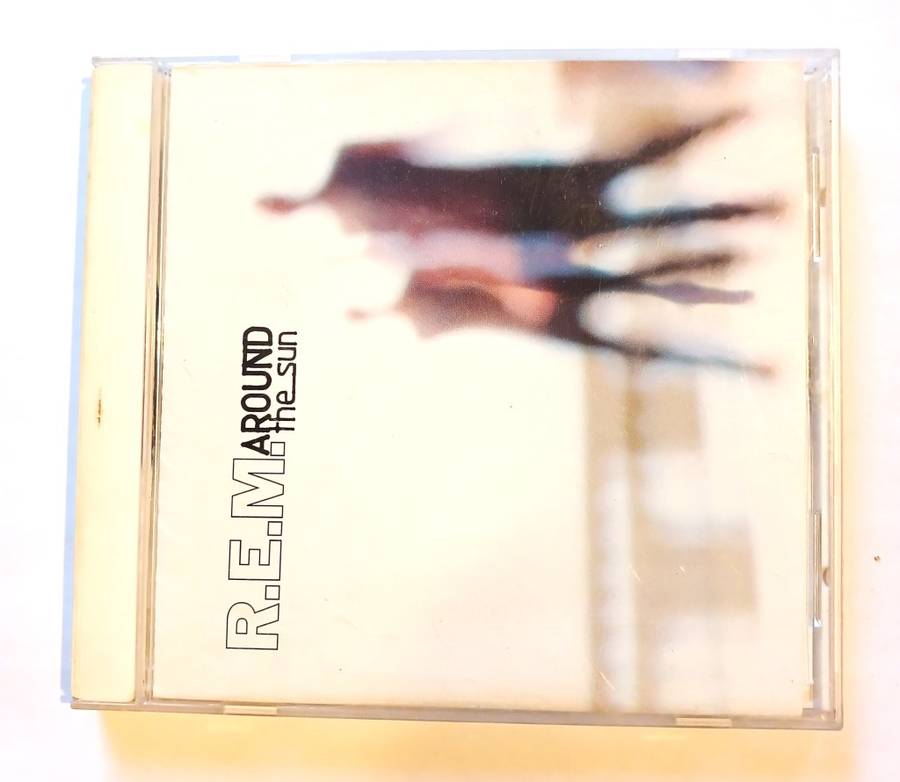 R.E.M.
AROUND
the_sun